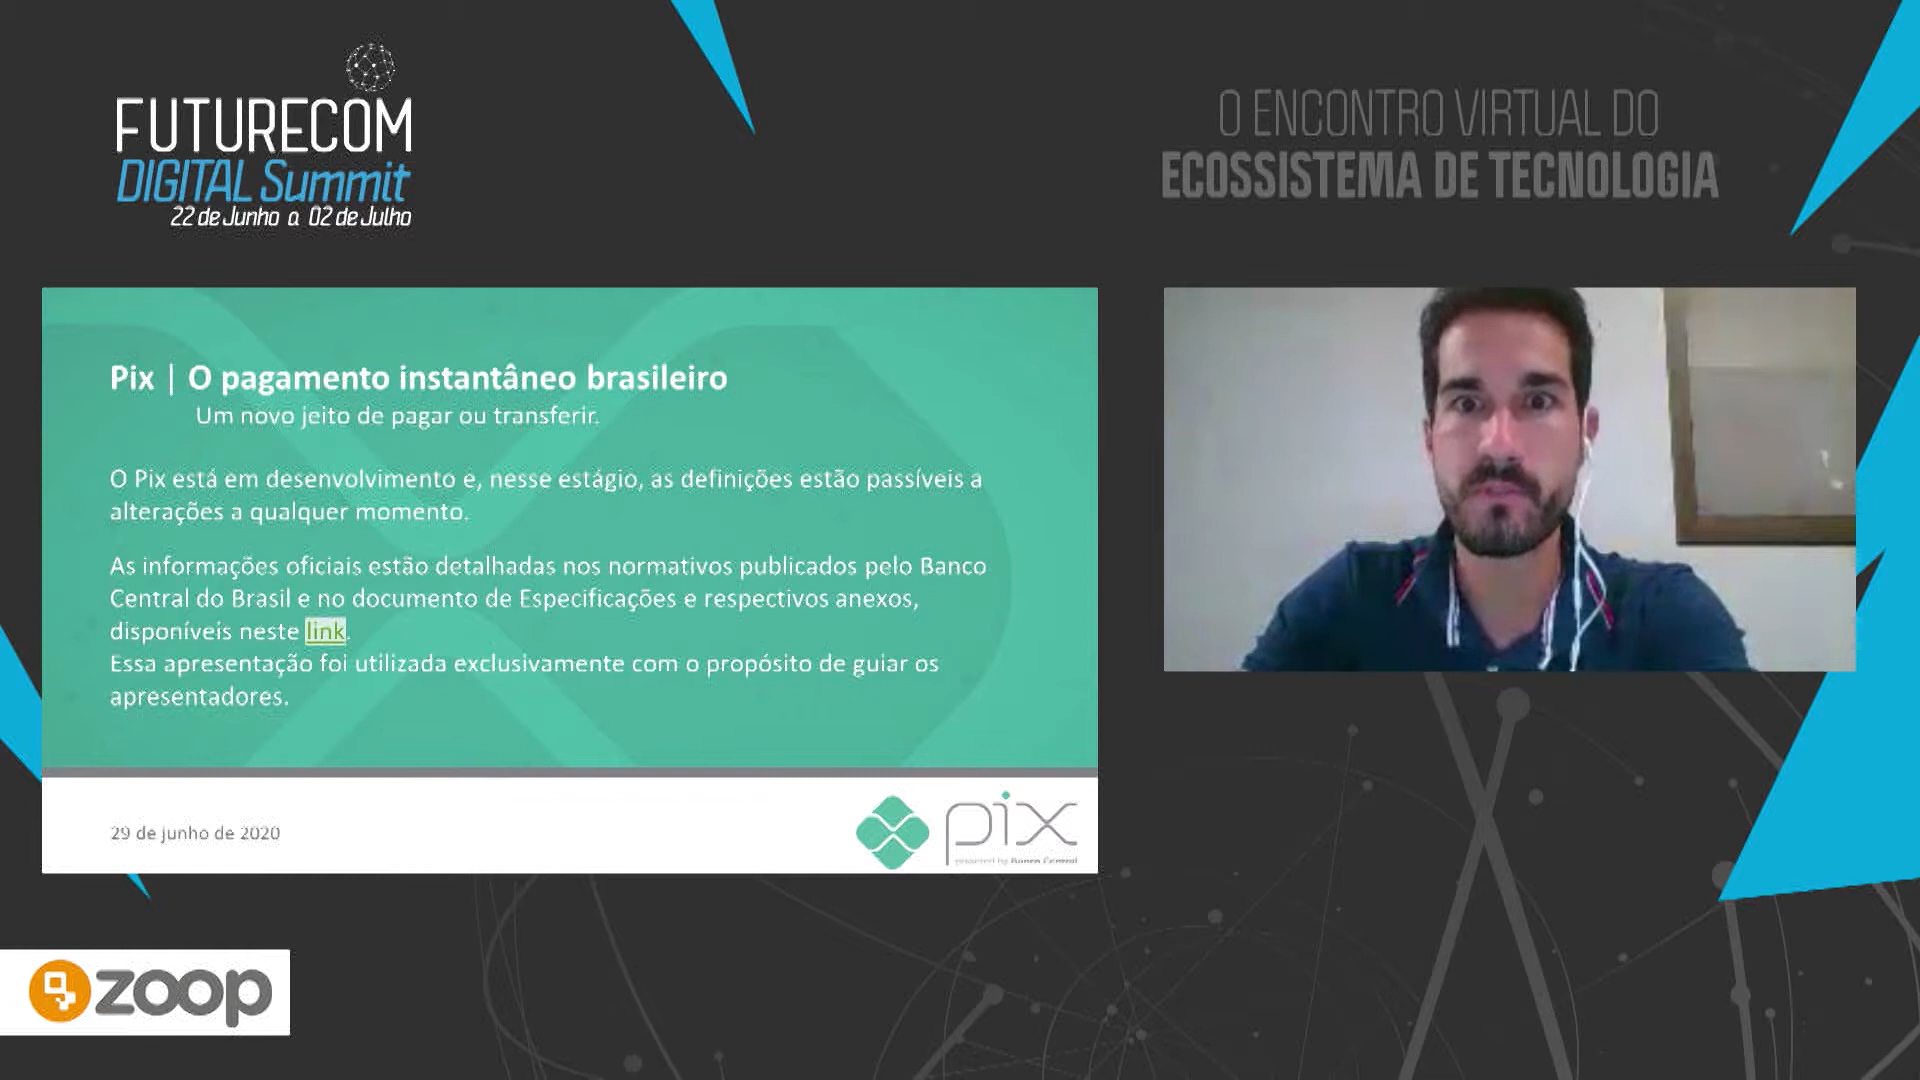 FUTURECOM
DIGITAL Summit
22 de Junho a 02 de Julho
O ENCONTRO VIRTUAL DO
ECOSSISTEMA DE TECNOLOGIA
Pix | O pagamento instantâneo brasileiro
Um novo jeito de pagar ou transferir.
O Pix está em desenvolvimento e, nesse estágio, as definições estão passíveis a
alterações a qualquer momento.
As informações oficiais estão detalhadas nos normativos publicados pelo Banco
Central do Brasil e no documento de Especificações e respectivos anexos,
disponíveis neste link.
Essa apresentação foi utilizada exclusivamente com o propósito de guiar os
apresentadores.
29 de junho de 2020
pix
powered by Banco Central
zoop